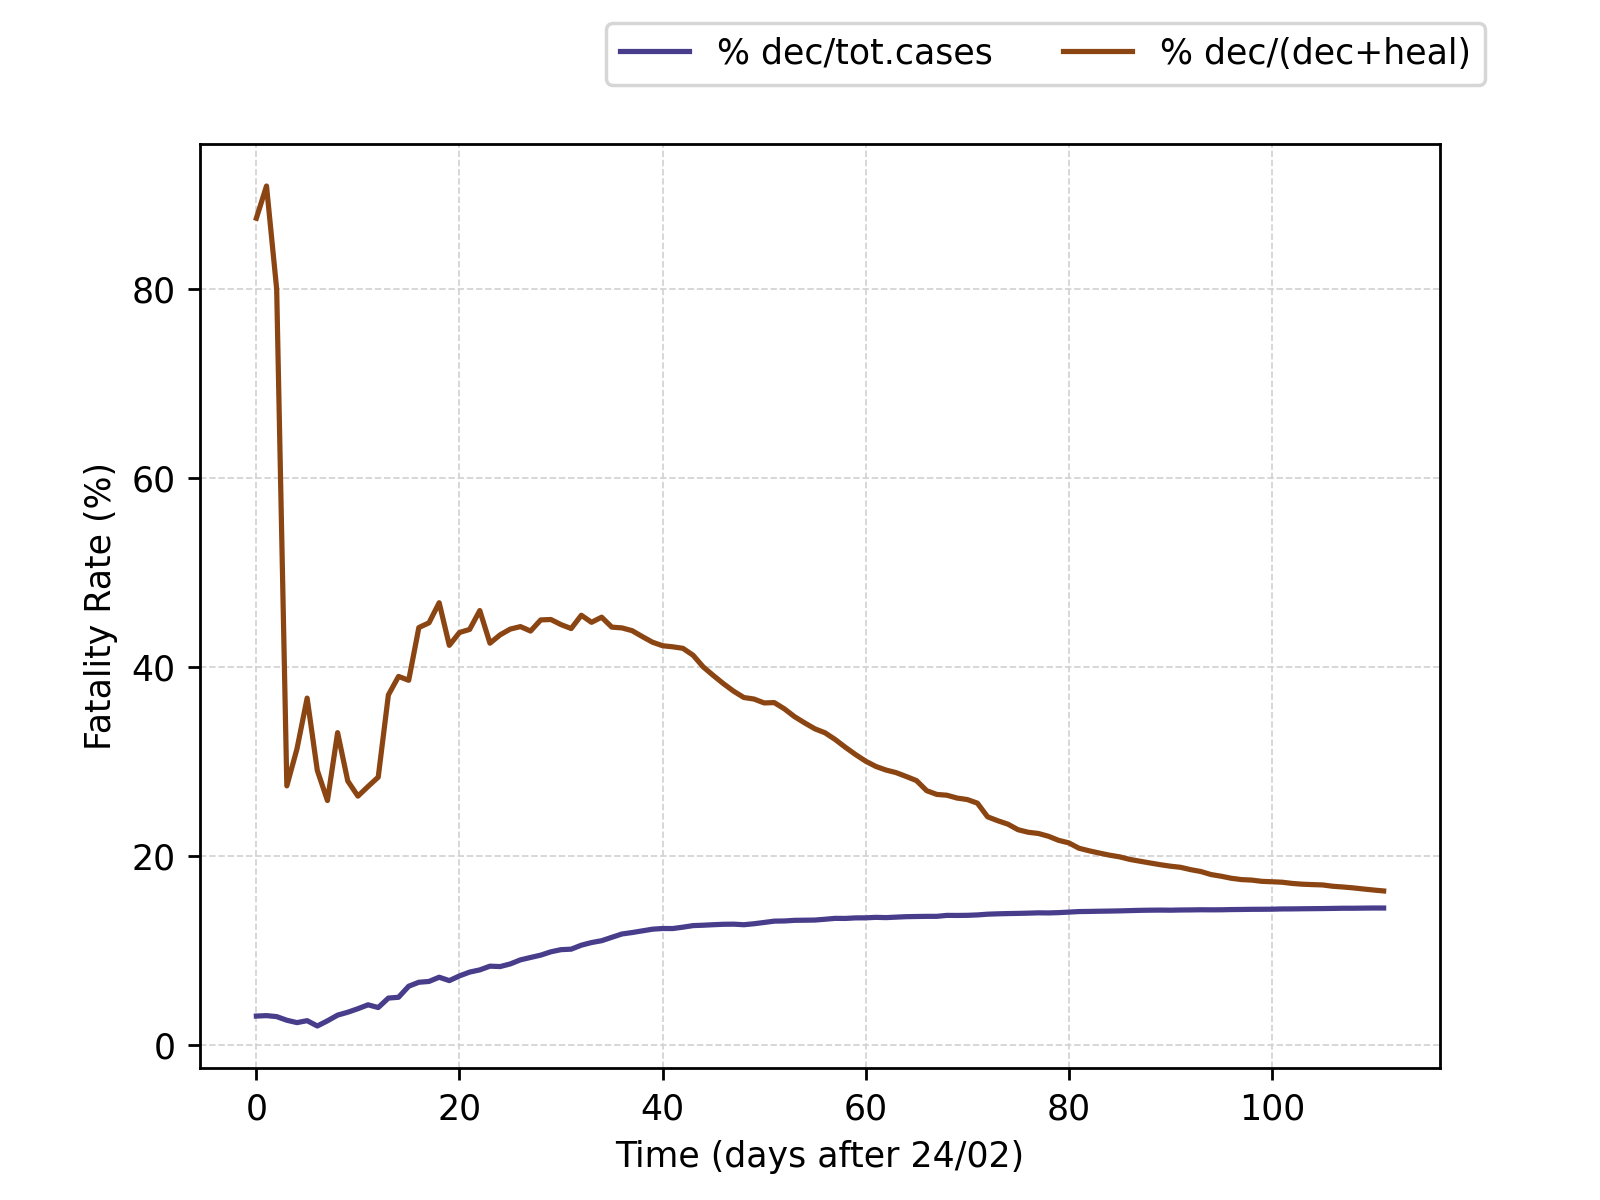 % dec/tot.cases
% dec/(dec+heal)
80
60
40
20
0
Fatality Rate (%)
0 20 40 60 80 100
Time (days after 24/02)